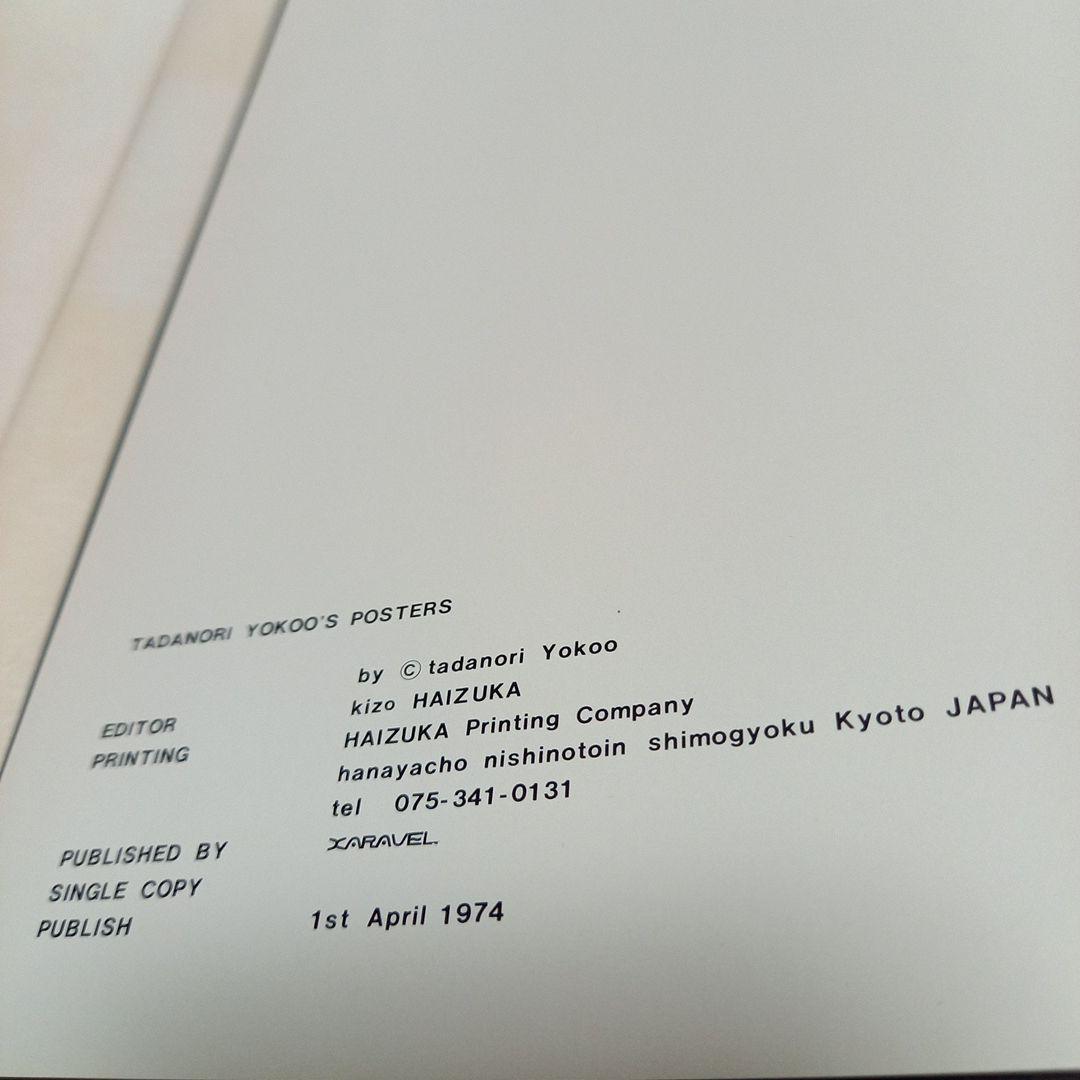 TADANORI YOKOO'S POSTERS
by © tadanori Yokoo
EDITOR kizo HAIZUKA
PRINTING HAIZUKA Printing Company
hanayacho nishinotoin shimogyoku Kyoto JAPAN
tel 075-341-0131
PUBLISHED BY XARAVEL
SINGLE COPY
PUBLISH 1st April 1974